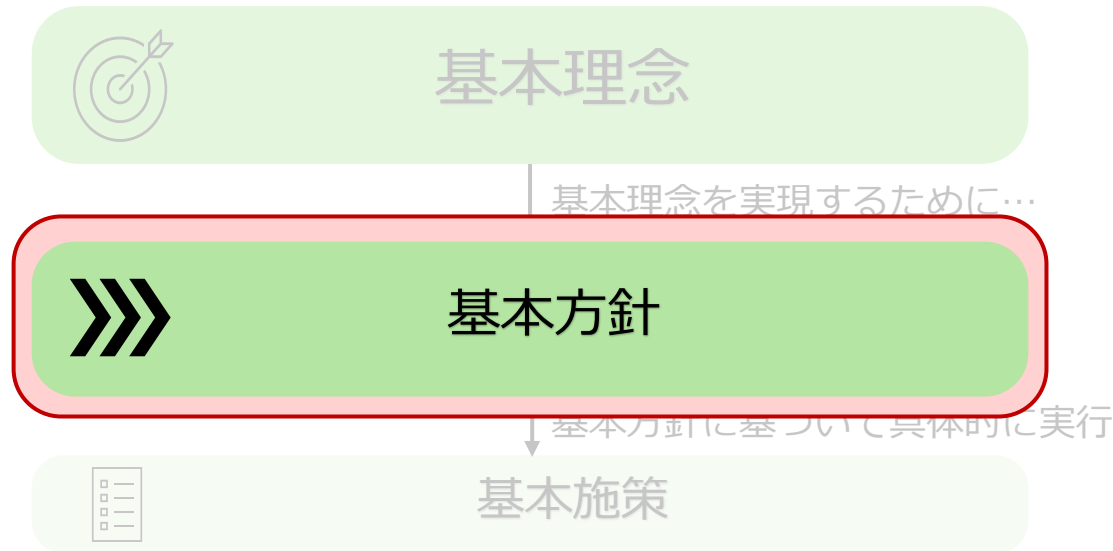 基本理念
基本理念を実現するために…
基本方針
基本方針に基づいて具体的に実行
基本施策